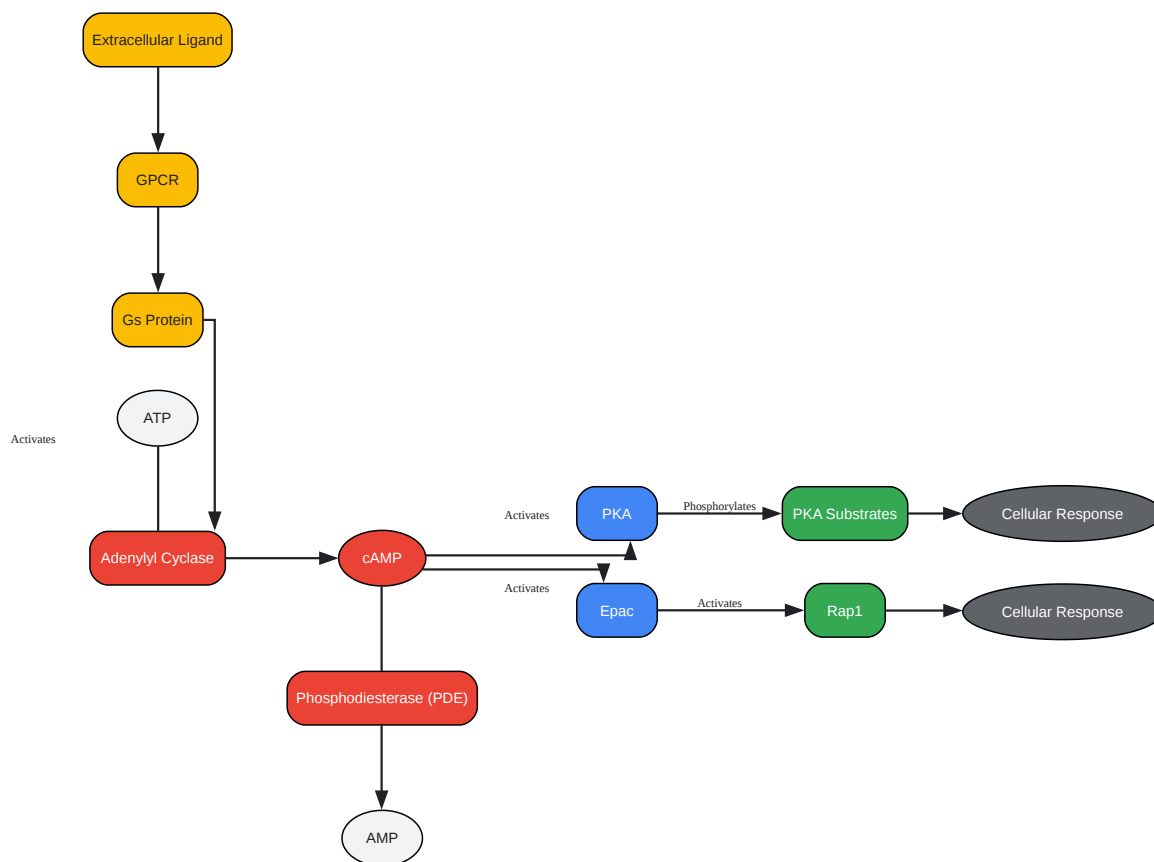 Extracellular Ligand
GPCR
Gs Protein
ATP
Activates
Activates
PKA
Phosphorylates
PKA Substrates
Cellular Response
Adenylyl Cyclase
cAMP
Activates
Epac
Activates
Rap1
Cellular Response
Phosphodiesterase (PDE)
AMP